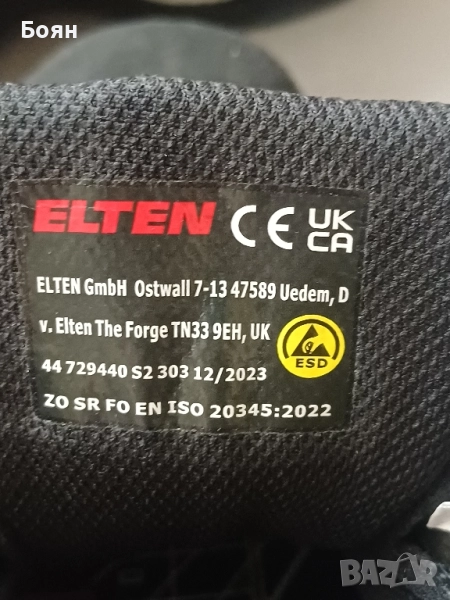 Боян
ELTEN CE UK CA
ELTEN GmbH Ostwall 7-13 47589 Uedem, D
v. Elten The Forge TN33 9EH, UK
ESD
44 729440 S2 303 12/2023
ZO SR FO EN ISO 20345:2022
BAZAR